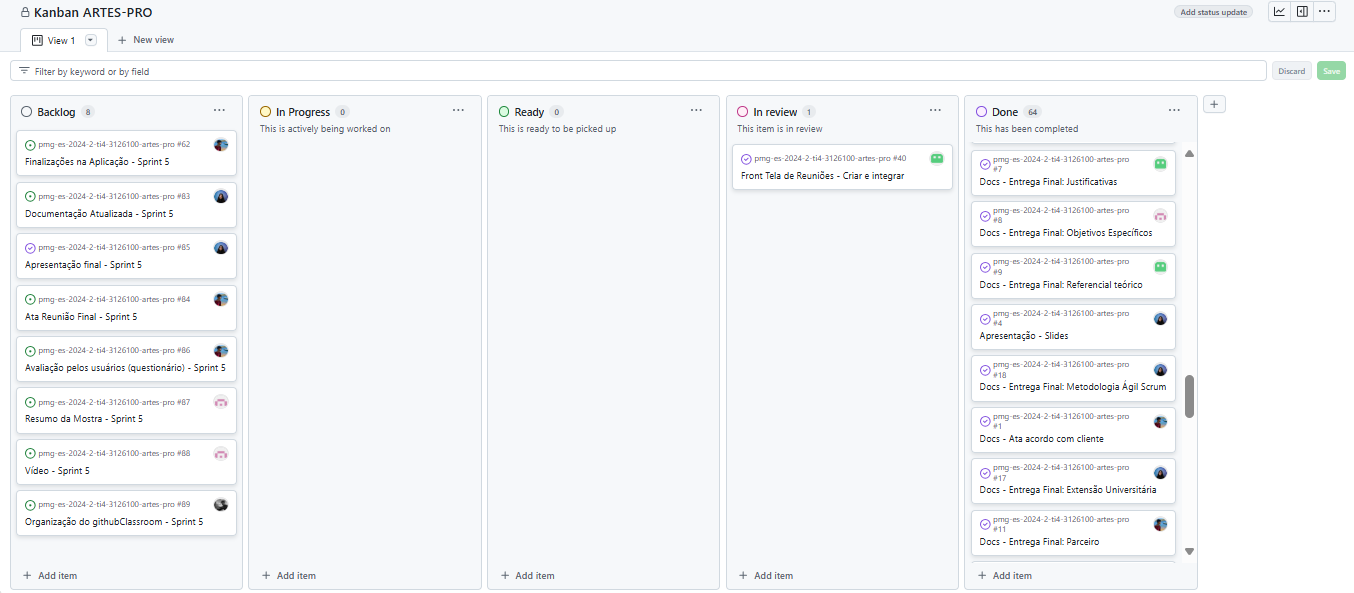 Kanban ARTES-PRO
Add status update
View 1
New view
Filter by keyword or by field
Discard
Save
Backlog 8
pmg-es-2024-2-ti4-3126100-artes-pro #62
Finalizações na Aplicação - Sprint 5
pmg-es-2024-2-ti4-3126100-artes-pro #83
Documentação Atualizada - Sprint 5
pmg-es-2024-2-ti4-3126100-artes-pro #85
Apresentação final - Sprint 5
pmg-es-2024-2-ti4-3126100-artes-pro #84
Ata Reunião Final - Sprint 5
pmg-es-2024-2-ti4-3126100-artes-pro #86
Avaliação pelos usuários (questionário) - Sprint 5
pmg-es-2024-2-ti4-3126100-artes-pro #87
Resumo da Mostra - Sprint 5
pmg-es-2024-2-ti4-3126100-artes-pro #88
Vídeo - Sprint 5
pmg-es-2024-2-ti4-3126100-artes-pro #89
Organização do githubClassroom - Sprint 5
Add item
In Progress 0
This is actively being worked on
Add item
Ready 0
This is ready to be picked up
Add item
In review 1
This item is in review
pmg-es-2024-2-ti4-3126100-artes-pro #40
Front Tela de Reuniões - Criar e integrar
Add item
Done 64
This has been completed
pmg-es-2024-2-ti4-3126100-artes-pro
#7
Docs - Entrega Final: Justificativas
pmg-es-2024-2-ti4-3126100-artes-pro
#8
Docs - Entrega Final: Objetivos Específicos
pmg-es-2024-2-ti4-3126100-artes-pro
#9
Docs - Entrega Final: Referencial teórico
pmg-es-2024-2-ti4-3126100-artes-pro
#4
Apresentação - Slides
pmg-es-2024-2-ti4-3126100-artes-pro
#18
Docs - Entrega Final: Metodologia Ágil Scrum
pmg-es-2024-2-ti4-3126100-artes-pro
#1
Docs - Ata acordo com cliente
pmg-es-2024-2-ti4-3126100-artes-pro
#17
Docs - Entrega Final: Extensão Universitária
pmg-es-2024-2-ti4-3126100-artes-pro
#11
Docs - Entrega Final: Parceiro
Add item